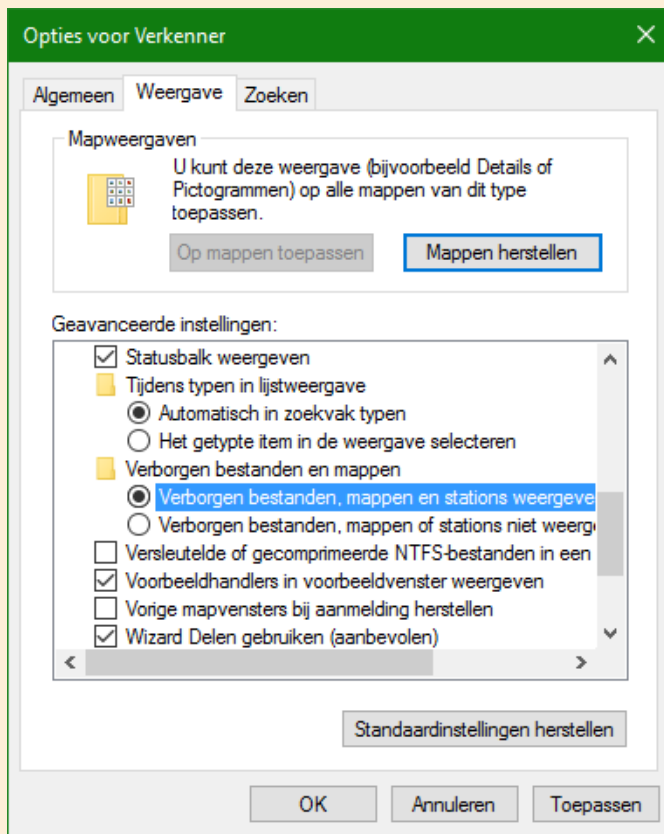 Opties voor Verkenner
Algemeen Weergave Zoeken
Mapweergaven
U kunt deze weergave (bijvoorbeeld Details of
Pictogrammen) op alle mappen van dit type
toepassen.
Op mappen toepassen Mappen herstellen
Geavanceerde instellingen:
Statusbalk weergeven
Tijdens typen in lijstweergave
Automatisch in zoekvak typen
Het getypte item in de weergave selecteren
Verborgen bestanden en mappen
Verborgen bestanden, mappen en stations weergeve
Verborgen bestanden, mappen of stations niet weerg
Versleutelde of gecomprimeerde NTFS-bestanden in een
Voorbeeldhandlers in voorbeeldvenster weergeven
Vorige mapvensters bij aanmelding herstellen
Wizard Delen gebruiken (aanbevolen)
Standaardinstellingen herstellen
OK Annuleren Toepassen